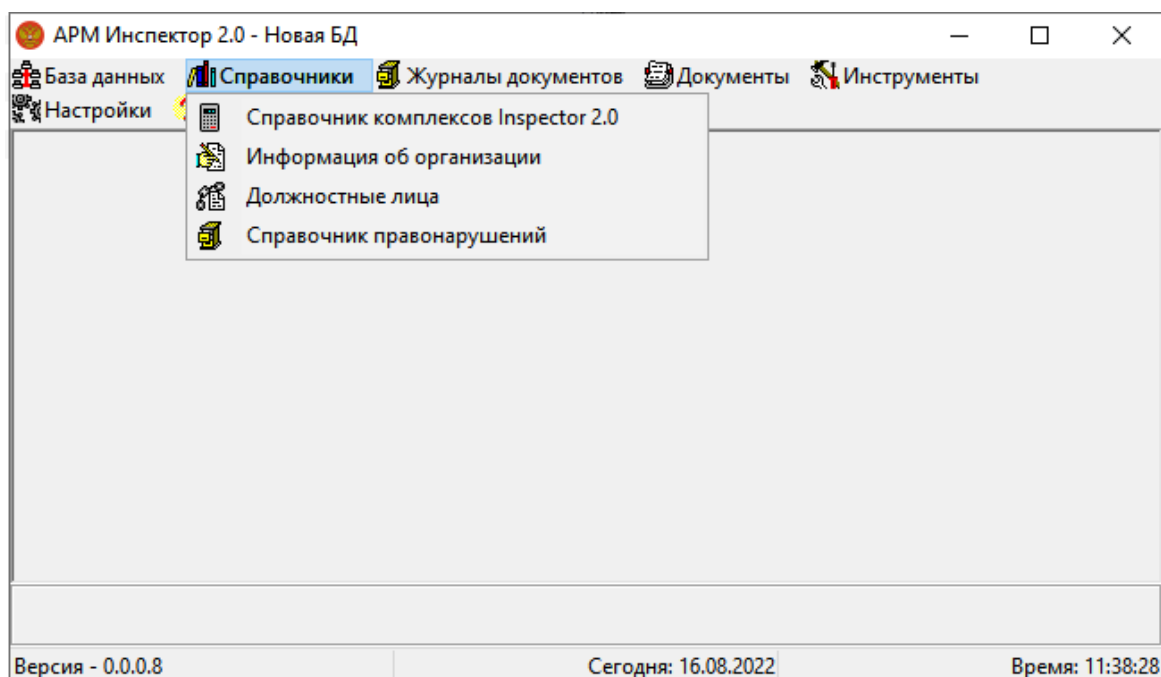 АРМ Инспектор 2.0 - Новая БД
База данных Справочники Журналы документов Документы Инструменты
Настройки ?
Справочник комплексов Inspector 2.0
Информация об организации
Должностные лица
Справочник правонарушений
Версия - 0.0.0.8 Сегодня: 16.08.2022 Время: 11:38:28